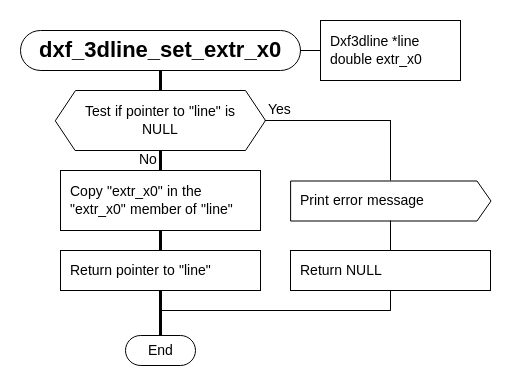 dxf_3dline_set_extr_x0
Dxf3dline *line
double extr_x0
Test if pointer to "line" is
NULL
Yes
No
Copy "extr_x0" in the
"extr_x0" member of "line"
Print error message
Return pointer to "line"
Return NULL
End